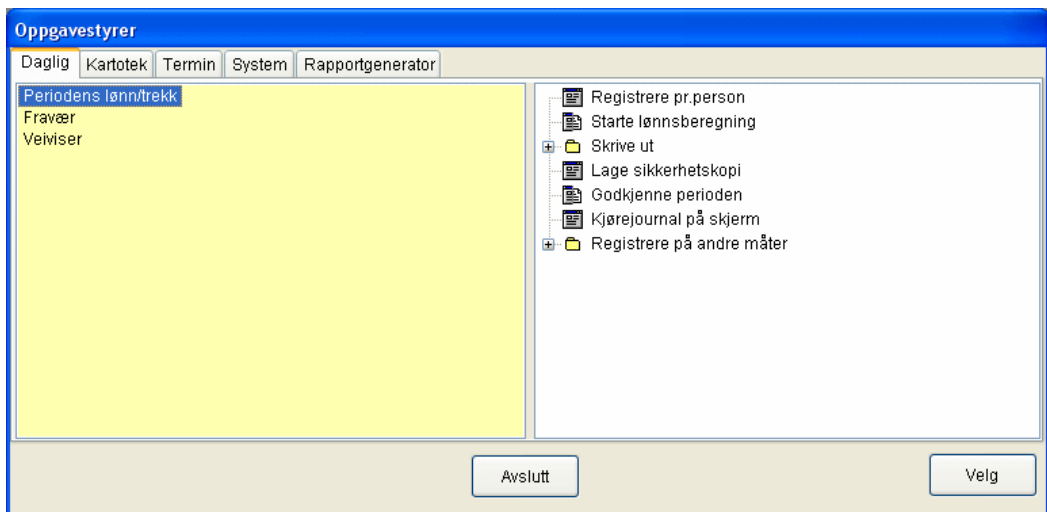 Oppgavestyrer
Daglig Kartotek Termin System Rapportgenerator
Periodens lønn/trekk
Fravær
Veiviser
Registrere pr.person
Starte lønnsberegning
Skrive ut
Lage sikkerhetskopi
Godkjenne perioden
Kjørejournal på skjerm
Registrere på andre måter
Avslutt
Velg